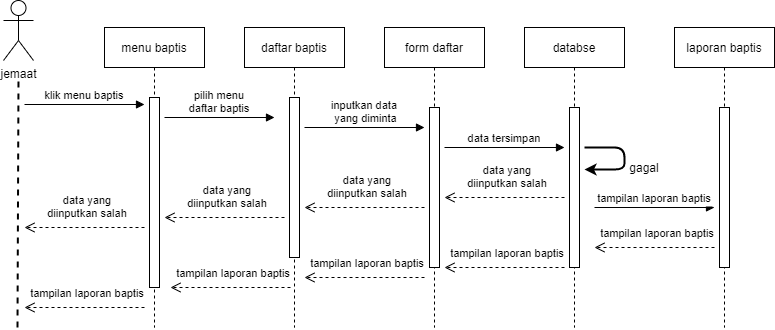 menu baptis
daftar baptis
form daftar
databse
laporan baptis
jemaat
klik menu baptis
pilih menu
daftar baptis
inputkan data
yang diminta
data tersimpan
gagal
data yang
diinputkan salah
data yang
diinputkan salah
data yang
diinputkan salah
data yang
diinputkan salah
tampilan laporan baptis
tampilan laporan baptis
tampilan laporan baptis
tampilan laporan baptis
tampilan laporan baptis
tampilan laporan baptis